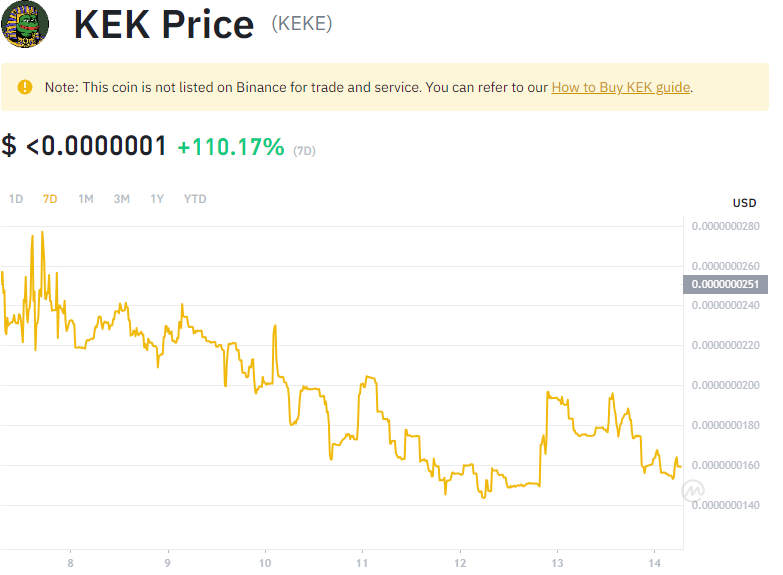 KEK Price (KEKE)
Note: This coin is not listed on Binance for trade and service. You can refer to our How to Buy KEK guide.
$ <0.0000001 +110.17% (7D)
1D 7D 1M 3M 1Y YTD
USD
0.0000000280
0.0000000260
0.0000000251
0.0000000240
0.0000000220
0.0000000200
0.0000000180
0.0000000160
0.0000000140
8 9 10 11 12 13 14